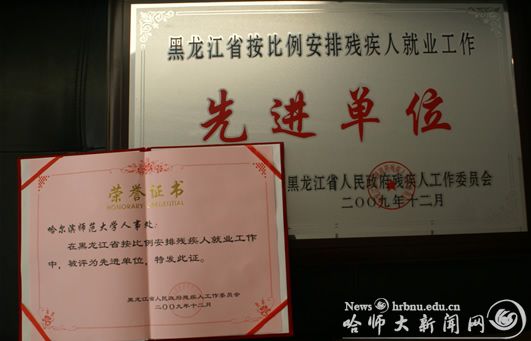 黑龙江省按比例安排残疾人就业工作
先进单位
黑龙江省人民政府残疾人工作委员会
二00九年十二月
荣誉证书
HONORARY CREDENTIAL
哈尔滨师范大学人事处:
在黑龙江省按比例安排残疾人就业工作
中，被评为先进单位，特发此证。
黑龙江省人民政府残疾人工作委员会
二00九年十二月
News hrbnu.edu.cn
哈师大新闻网